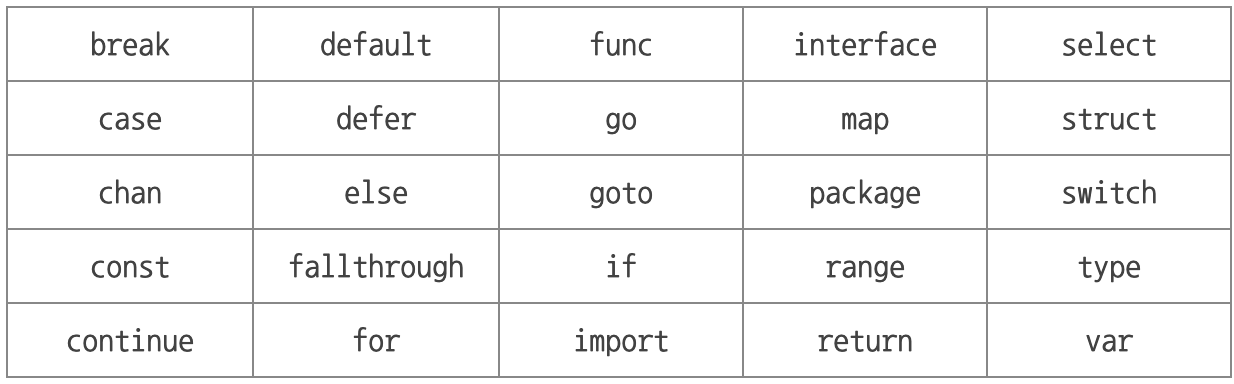 break default func interface select
case defer go map struct
chan else goto package switch
const fallthrough if range type
continue for import return var